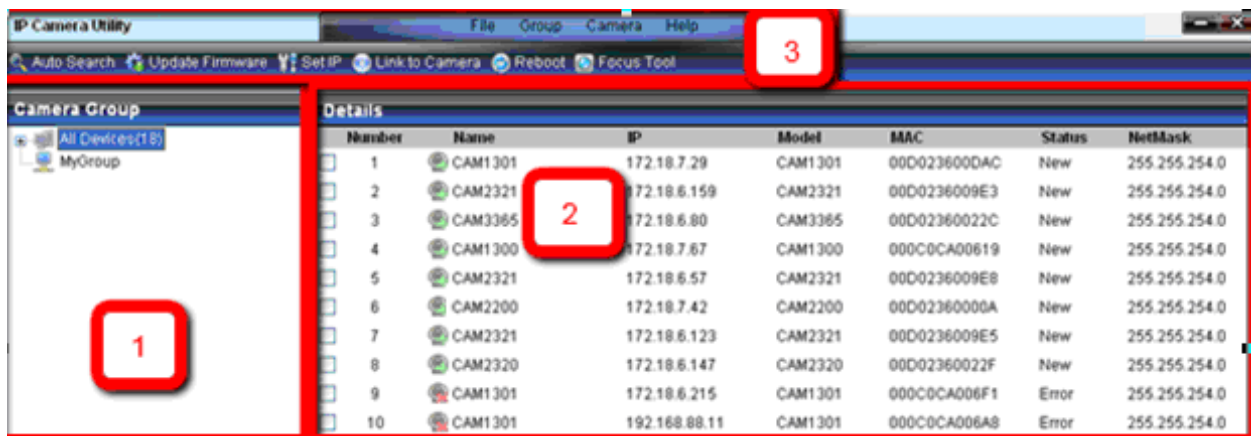 IP Camera Utility File Group Camera Help
3
Auto Search Update Firmware Set IP Link to Camera Reboot Focus Tool
Camera Group Details
All Devices(18)
MyGroup
Number Name IP Model MAC Status NetMask
1 CAM1301 172.18.7.29 CAM1301 00D023600DAC New 255.255.254.0
2 CAM2321 172.18.6.159 CAM2321 00D0236009E3 New 255.255.254.0
2
3 CAM3365 172.18.6.80 CAM3365 00D02360022C New 255.255.254.0
4 CAM1300 172.18.7.67 CAM1300 000C0CA00619 New 255.255.254.0
5 CAM2321 172.18.6.57 CAM2321 00D0236009E8 New 255.255.254.0
6 CAM2200 172.18.7.42 CAM2200 00D02360000A New 255.255.254.0
7 CAM2321 172.18.6.123 CAM2321 00D0236009E5 New 255.255.254.0
1
8 CAM2320 172.18.6.147 CAM2320 00D02360022F New 255.255.254.0
9 CAM1301 172.18.6.215 CAM1301 000C0CA006F1 Error 255.255.254.0
10 CAM1301 192.168.88.11 CAM1301 000C0CA006A8 Error 255.255.254.0